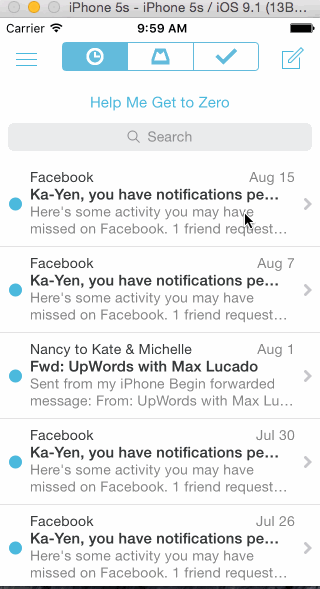 iPhone 5s - iPhone 5s / iOS 9.1 (13B...
Carrier 9:59 AM
Help Me Get to Zero
Search
Facebook Aug 15
Ka-Yen, you have notifications pe...
Here's some activity you may have
missed on Facebook. 1 friend request...
Facebook Aug 7
Ka-Yen, you have notifications pe...
Here's some activity you may have
missed on Facebook. 1 friend request...
Nancy to Kate & Michelle Aug 1
Fwd: UpWords with Max Lucado
Sent from my iPhone Begin forwarded
message: From: UpWords with Max Lu...
Facebook Jul 30
Ka-Yen, you have notifications pe...
Here's some activity you may have
missed on Facebook. 1 friend request...
Facebook Jul 26
Ka-Yen, you have notifications pe...
Here's some activity you may have
missed on Facebook. 1 friend request...